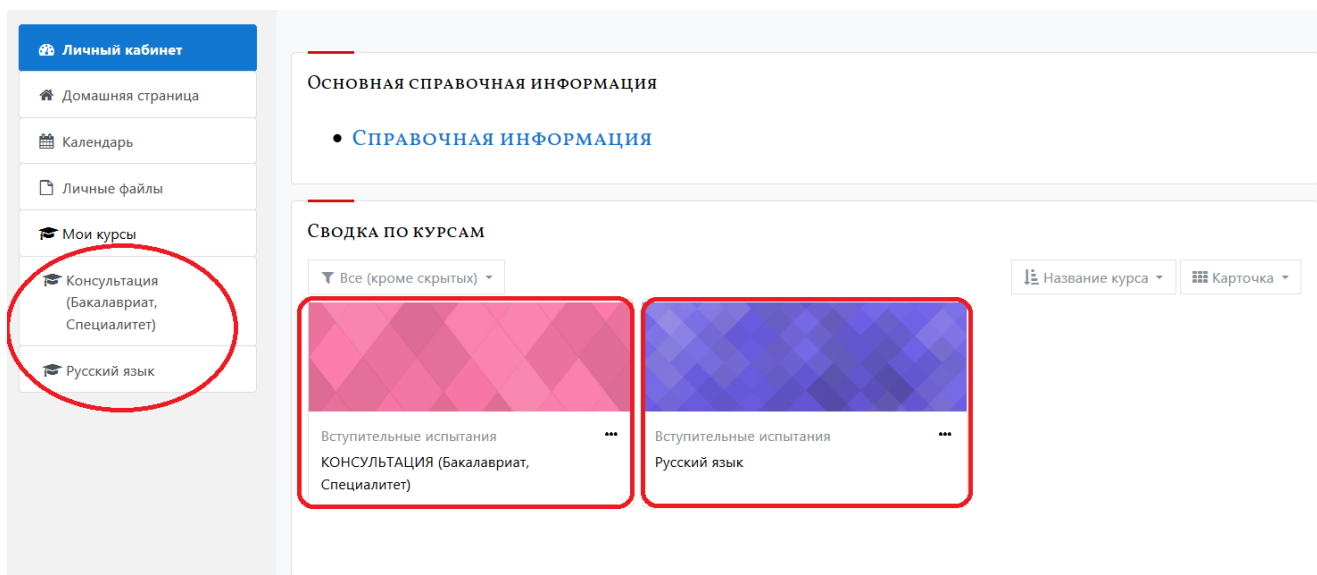 Личный кабинет
Домашняя страница
Календарь
Личные файлы
Мои курсы
Консультация
(Бакалавриат,
Специалитет)
Русский язык
Основная справочная информация
• Справочная информация
Сводка по курсам
Все (кроме скрытых)
Название курса
Карточка
Вступительные испытания
КОНСУЛЬТАЦИЯ (Бакалавриат,
Специалитет)
Вступительные испытания
Русский язык